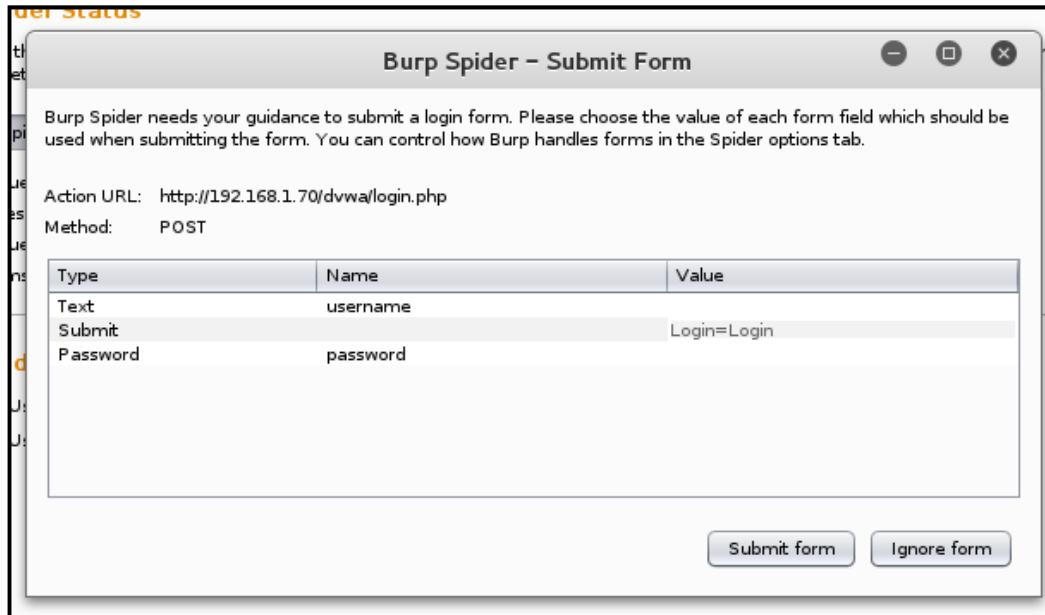 der Status
Burp Spider – Submit Form
Burp Spider needs your guidance to submit a login form. Please choose the value of each form field which should be
used when submitting the form. You can control how Burp handles forms in the Spider options tab.
Action URL: http://192.168.1.70/dvwa/login.php
Method: POST
Type Name Value
Text username
Submit Login=Login
Password password
Submit form Ignore form